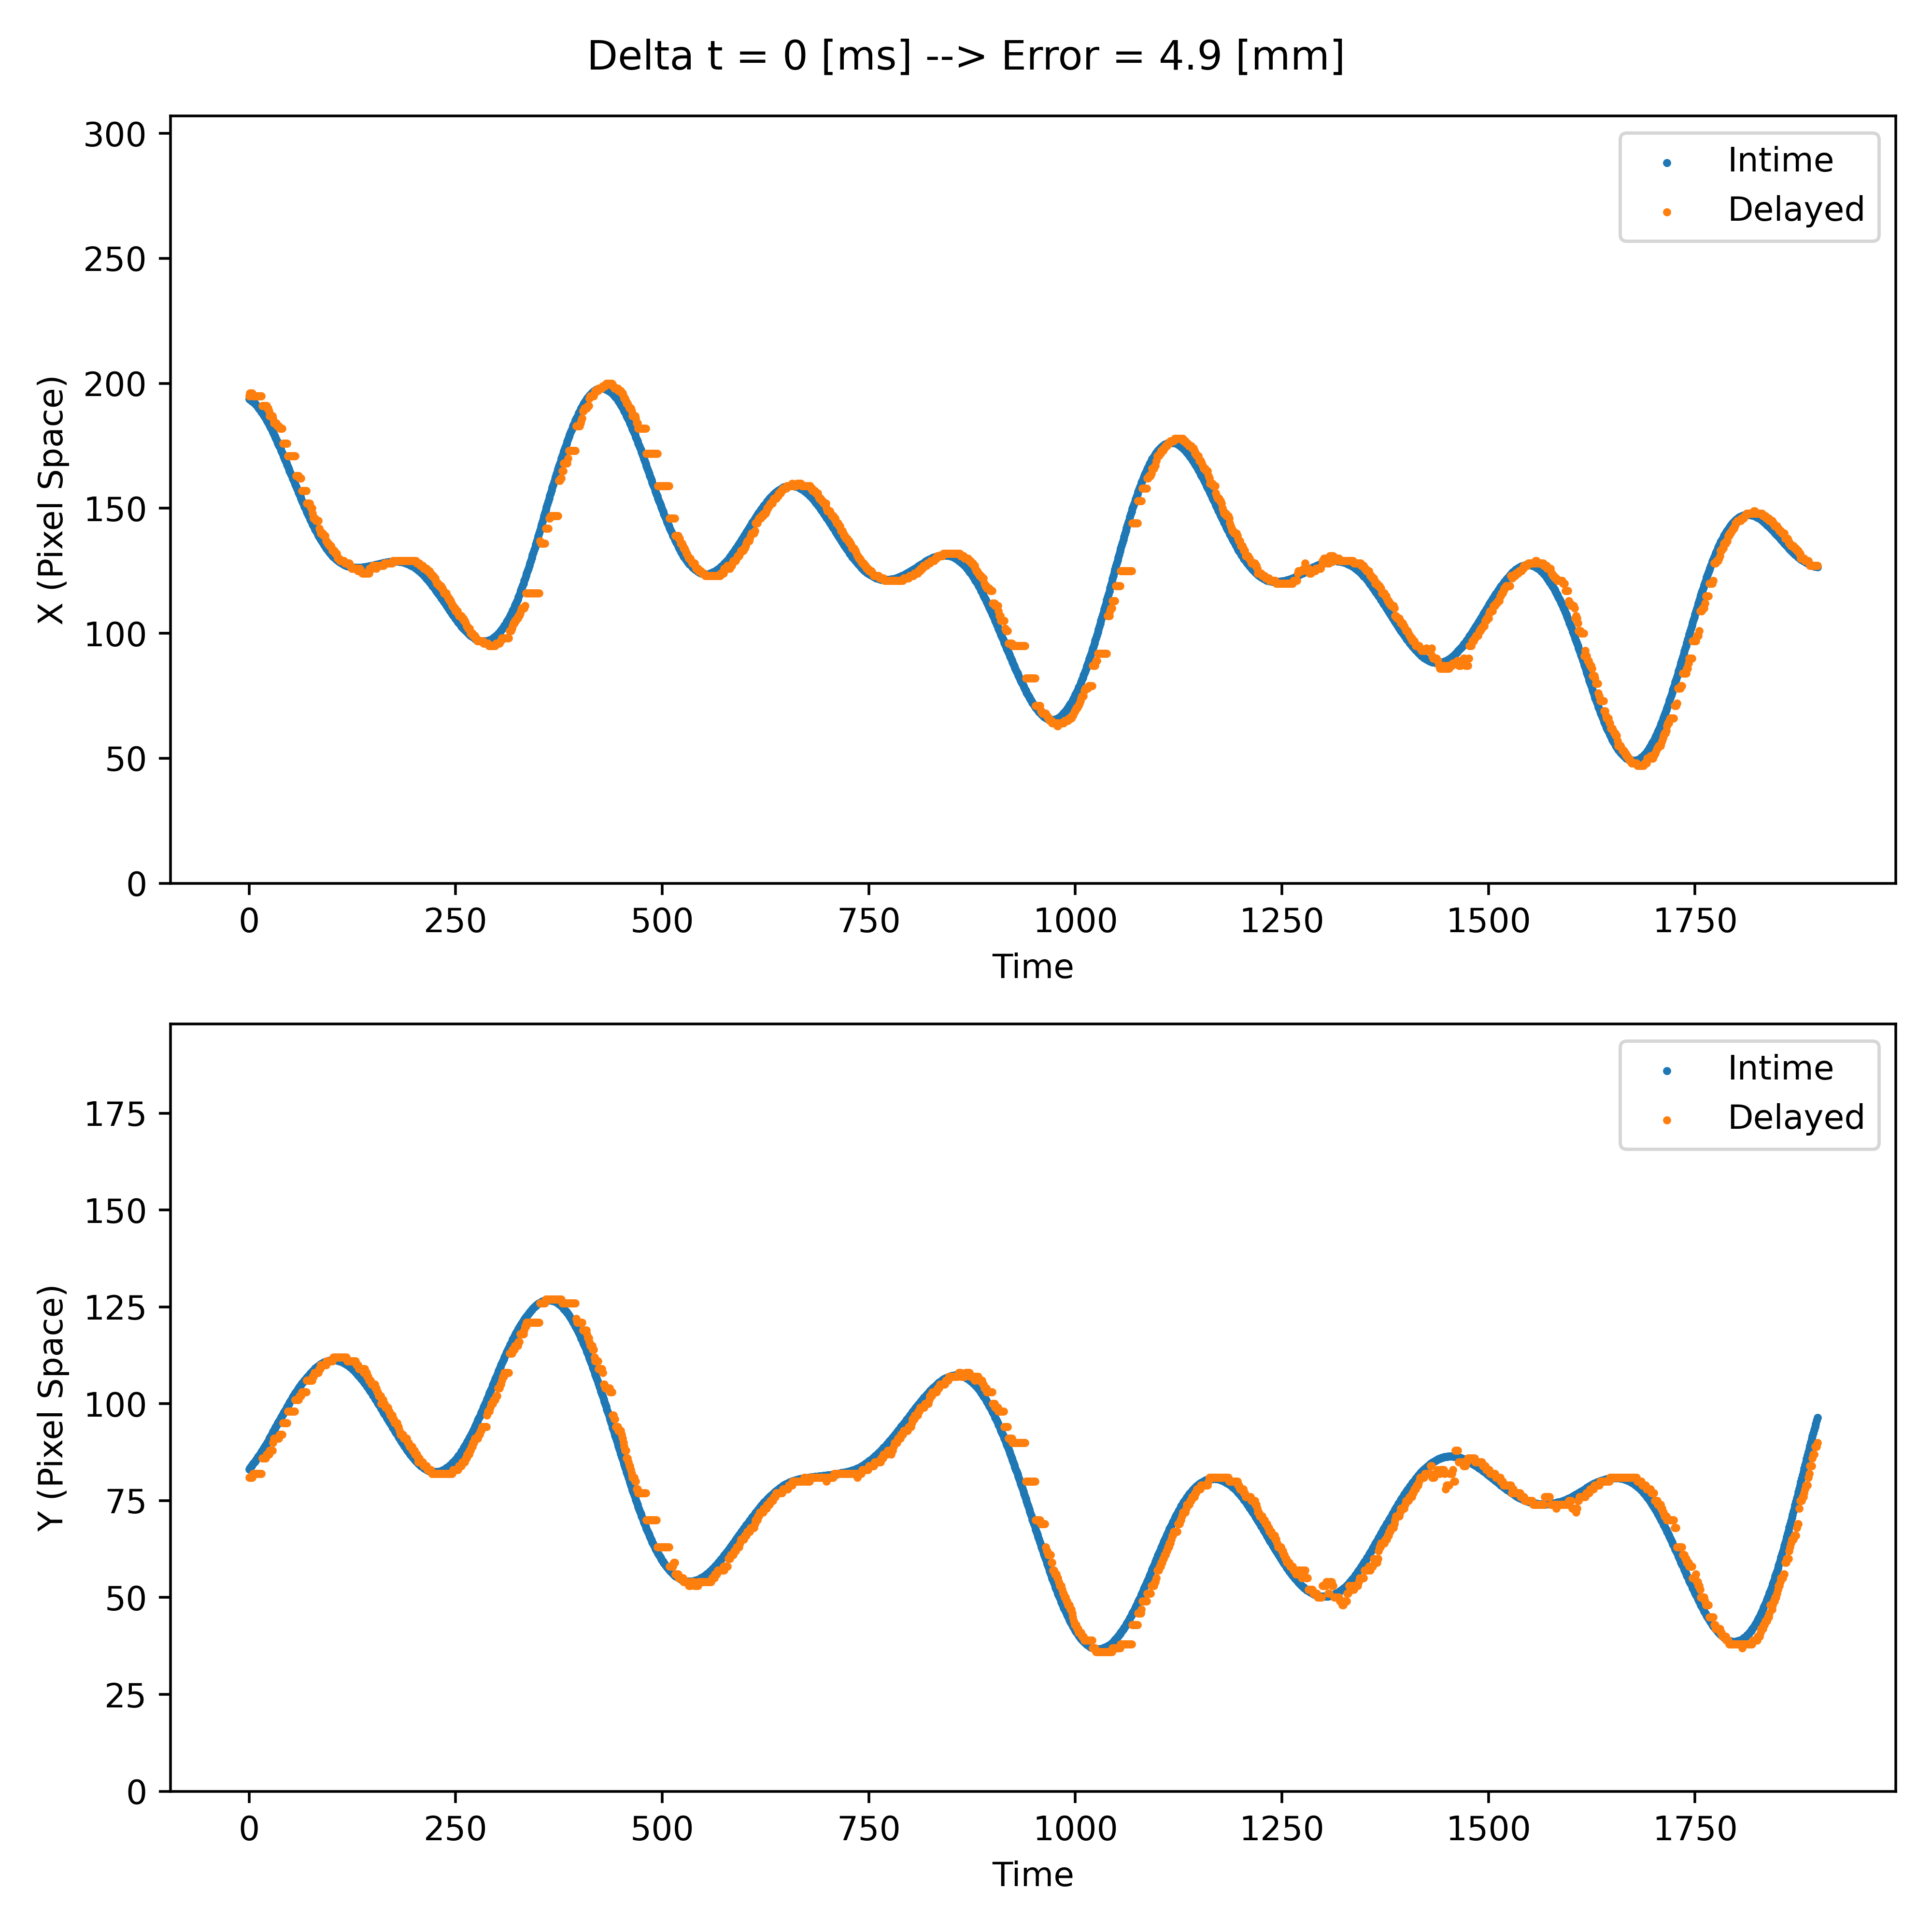 Delta t = 0 [ms] --> Error = 4.9 [mm]
300
250
200
150
100
50
0
X (Pixel Space)
Intime
Delayed
0 250 500 750 1000 1250 1500 1750
Time
175
150
125
100
75
50
25
0
Y (Pixel Space)
Intime
Delayed
0 250 500 750 1000 1250 1500 1750
Time